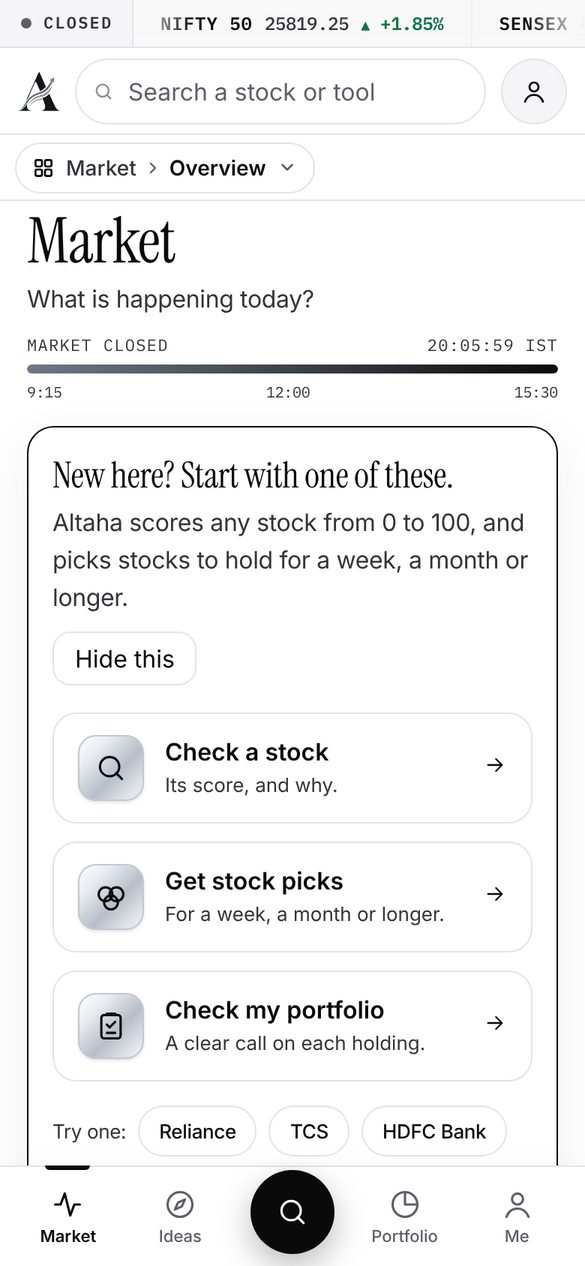 CLOSED
NIFTY 50 25819.25 ▲ +1.85%
SENSEX
Search a stock or tool
Market > Overview
Market
What is happening today?
MARKET CLOSED 20:05:59 IST
9:15 12:00 15:30
New here? Start with one of these.
Altaha scores any stock from 0 to 100, and
picks stocks to hold for a week, a month or
longer.
Hide this
Check a stock
Its score, and why.
Get stock picks
For a week, a month or longer.
Check my portfolio
A clear call on each holding.
Try one: Reliance TCS HDFC Bank
Market Ideas Portfolio Me